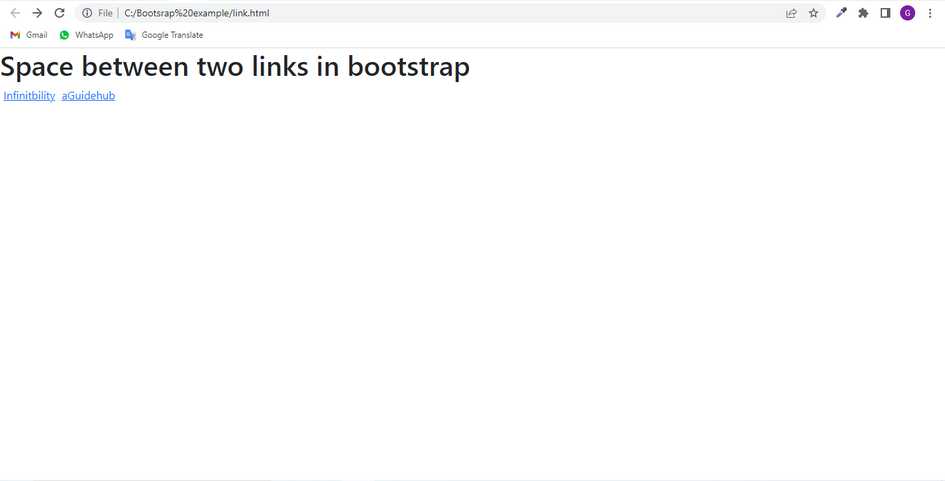 File C:/Bootsrap%20example/link.html G
Gmail WhatsApp Google Translate
Space between two links in bootstrap
Infinitbility aGuidehub